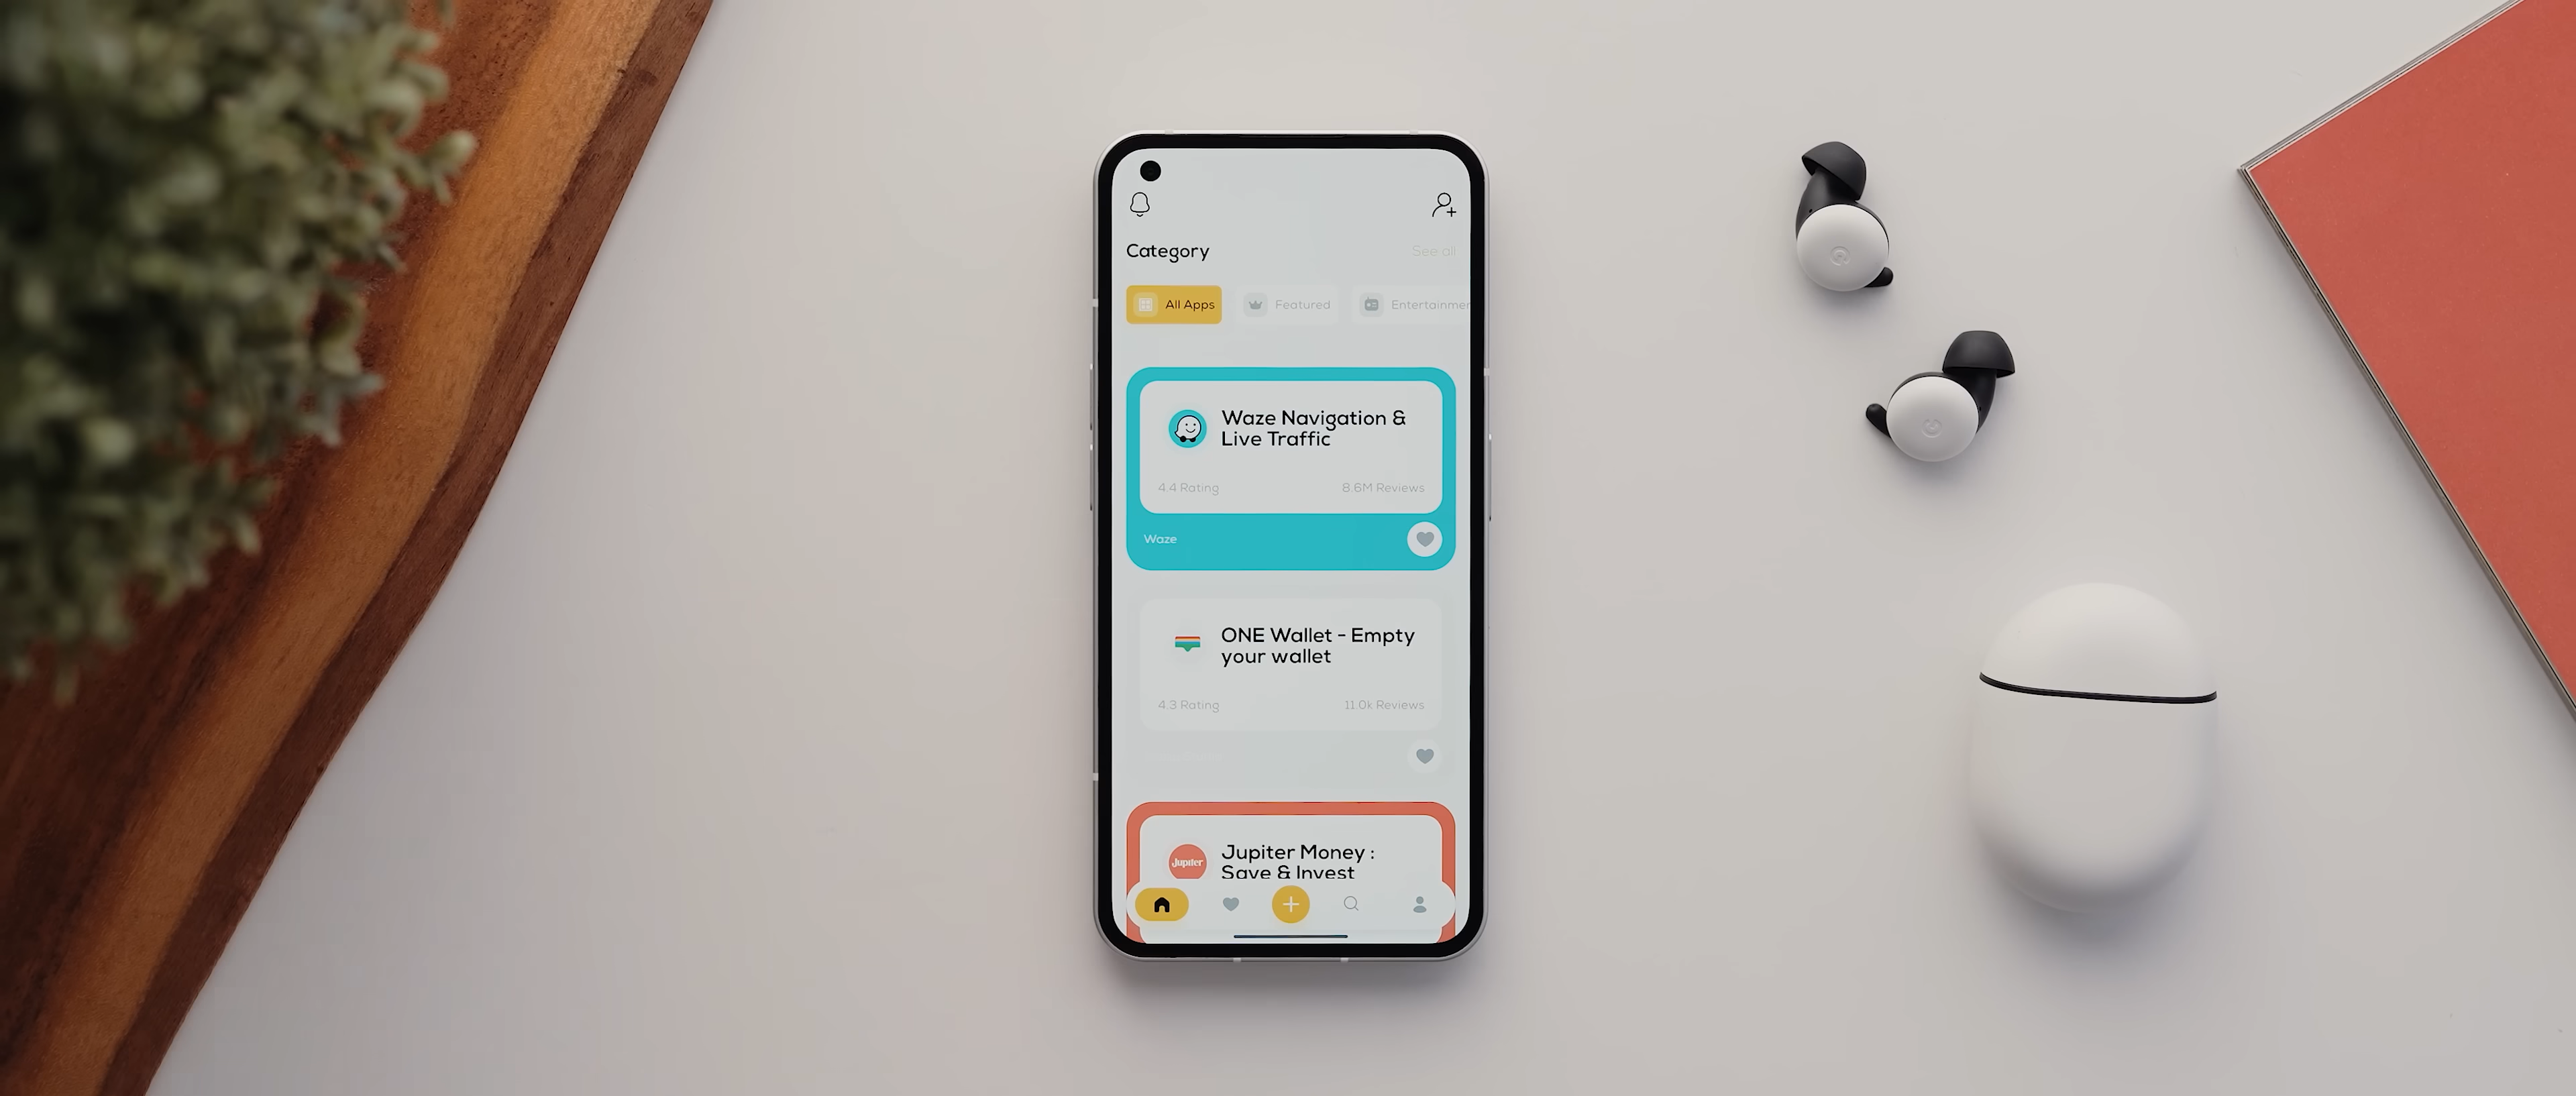 Category
See all
All Apps
Featured
Entertainmen
Waze Navigation &
Live Traffic
4.4 Rating
8.6M Reviews
Waze
ONE Wallet - Empty
your wallet
4.3 Rating
11.0k Reviews
Jupiter
Jupiter Money :
Save & Invest